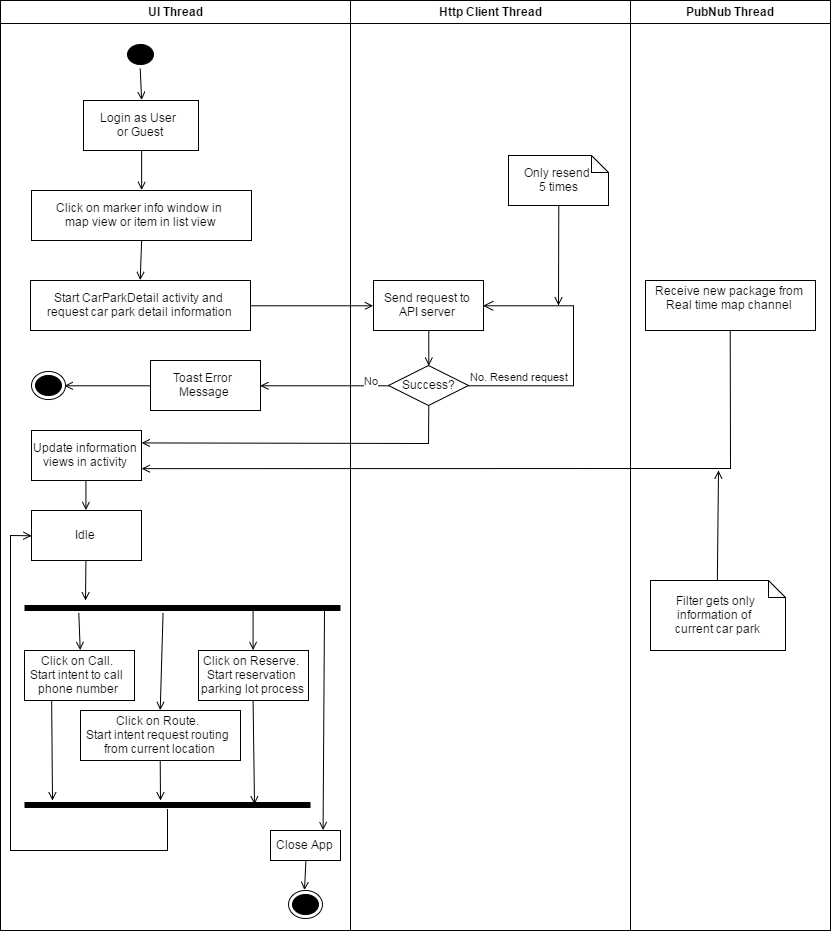 UI Thread
Http Client Thread
PubNub Thread
Login as User
or Guest
Only resend
5 times
Click on marker info window in
map view or item in list view
Start CarParkDetail activity and
request car park detail information
Send request to
API server
Receive new package from
Real time map channel
Toast Error
Message
No
Success?
No. Resend request
Update information
views in activity
Idle
Filter gets only
information of
current car park
Click on Call.
Start intent to call
phone number
Click on Reserve.
Start reservation
parking lot process
Click on Route.
Start intent request routing
from current location
Close App